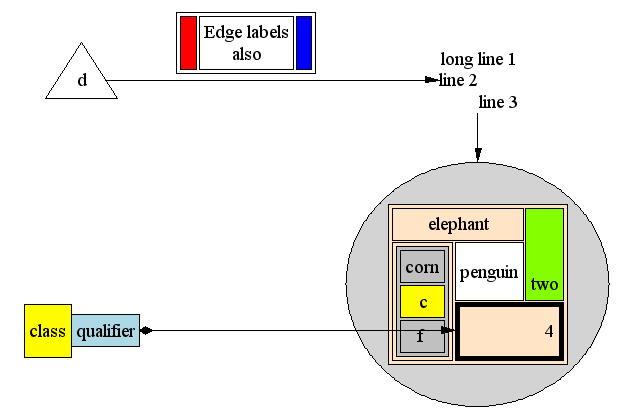 Edge labels
also
d
long line 1
line 2
line 3
elephant
two
corn
penguin
c
f
4
class
qualifier